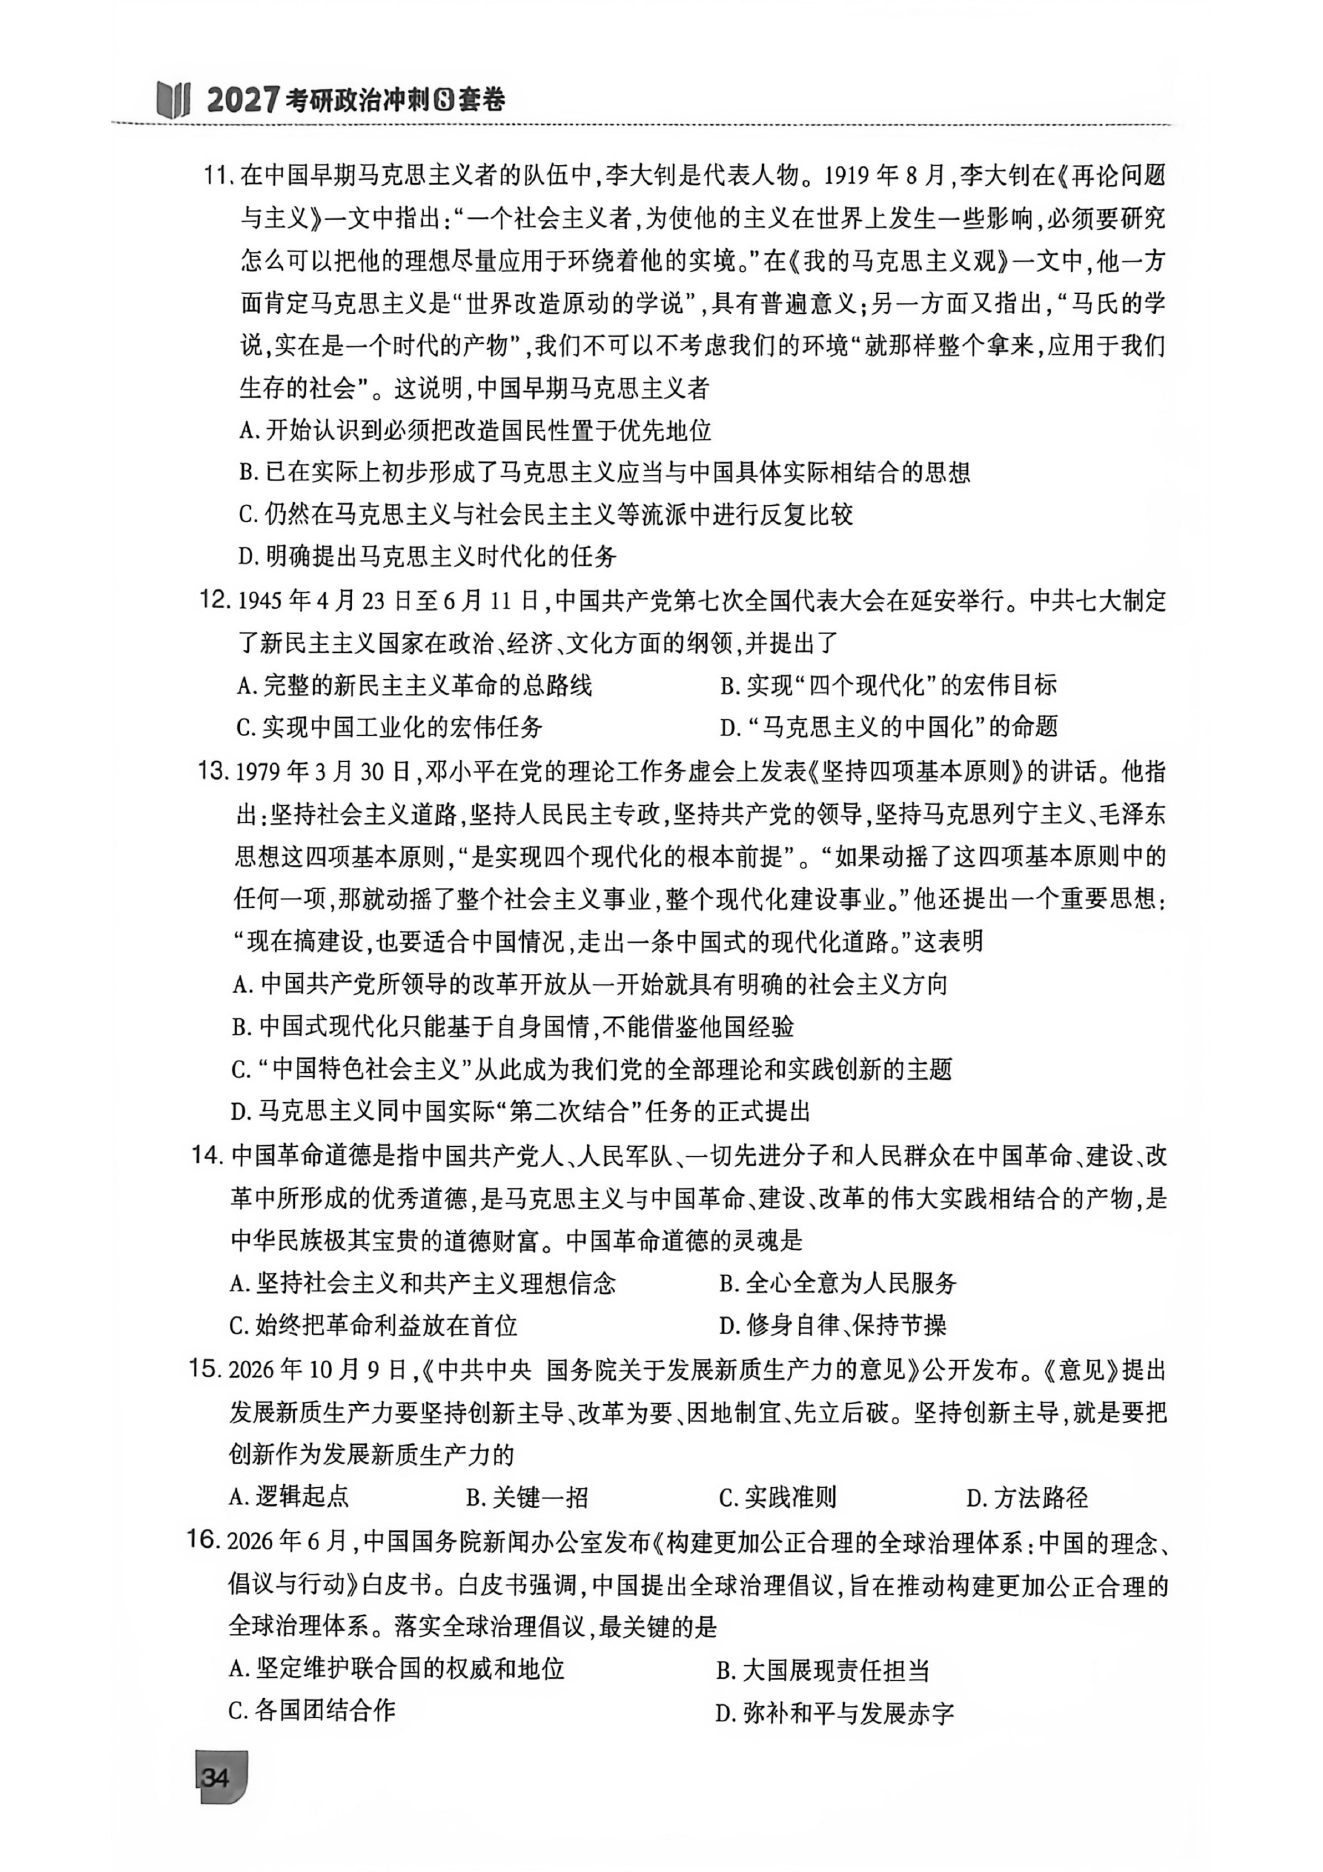 2027考研政治冲刺8套卷
11. 在中国早期马克思主义者的队伍中,李大钊是代表人物。1919年8月,李大钊在《再论问题
与主义》一文中指出:“一个社会主义者,为使他的主义在世界上发生一些影响,必须要研究
怎么可以把他的理想尽量应用于环绕着他的实境。”在《我的马克思主义观》一文中,他一方
面肯定马克思主义是“世界改造原动的学说”,具有普遍意义;另一方面又指出,“马氏的学
说,实在是一个时代的产物”,我们不可以不考虑我们的环境“就那样整个拿来,应用于我们
生存的社会”。这说明,中国早期马克思主义者
A. 开始认识到必须把改造国民性置于优先地位
B. 已在实际上初步形成了马克思主义应当与中国具体实际相结合的思想
C. 仍然在马克思主义与社会民主主义等流派中进行反复比较
D. 明确提出马克思主义时代化的任务
12. 1945年4月23日至6月11日,中国共产党第七次全国代表大会在延安举行。中共七大制定
了新民主主义国家在政治、经济、文化方面的纲领,并提出了
A. 完整的新民主主义革命的总路线 B. 实现“四个现代化”的宏伟目标
C. 实现中国工业化的宏伟任务 D. “马克思主义的中国化”的命题
13. 1979年3月30日,邓小平在党的理论工作务虚会上发表《坚持四项基本原则》的讲话。他指
出:坚持社会主义道路,坚持人民民主专政,坚持共产党的领导,坚持马克思列宁主义、毛泽东
思想这四项基本原则,“是实现四个现代化的根本前提”。“如果动摇了这四项基本原则中的
任何一项,那就动摇了整个社会主义事业,整个现代化建设事业。”他还提出一个重要思想:
“现在搞建设,也要适合中国情况,走出一条中国式的现代化道路。”这表明
A. 中国共产党所领导的改革开放从一开始就具有明确的社会主义方向
B. 中国式现代化只能基于自身国情,不能借鉴他国经验
C. “中国特色社会主义”从此成为我们党的全部理论和实践创新的主题
D. 马克思主义同中国实际“第二次结合”任务的正式提出
14. 中国革命道德是指中国共产党人、人民军队、一切先进分子和人民群众在中国革命、建设、改
革中所形成的优秀道德,是马克思主义与中国革命、建设、改革的伟大实践相结合的产物,是
中华民族极其宝贵的道德财富。中国革命道德的灵魂是
A. 坚持社会主义和共产主义理想信念 B. 全心全意为人民服务
C. 始终把革命利益放在首位 D. 修身自律、保持节操
15. 2026年10月9日,《中共中央 国务院关于发展新质生产力的意见》公开发布。《意见》提出
发展新质生产力要坚持创新主导、改革为要、因地制宜、先立后破。坚持创新主导,就是要把
创新作为发展新质生产力的
A. 逻辑起点 B. 关键一招 C. 实践准则 D. 方法路径
16. 2026年6月,中国国务院新闻办公室发布《构建更加公正合理的全球治理体系:中国的理念、
倡议与行动》白皮书。白皮书强调,中国提出全球治理倡议,旨在推动构建更加公正合理的
全球治理体系。落实全球治理倡议,最关键的是
A. 坚定维护联合国的权威和地位 B. 大国展现责任担当
C. 各国团结合作 D. 弥补和平与发展赤字
34